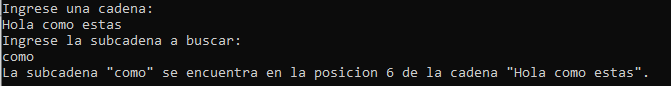 Ingrese una cadena:
Hola como estas
Ingrese la subcadena a buscar:
como
La subcadena "como" se encuentra en la posicion 6 de la cadena "Hola como estas".